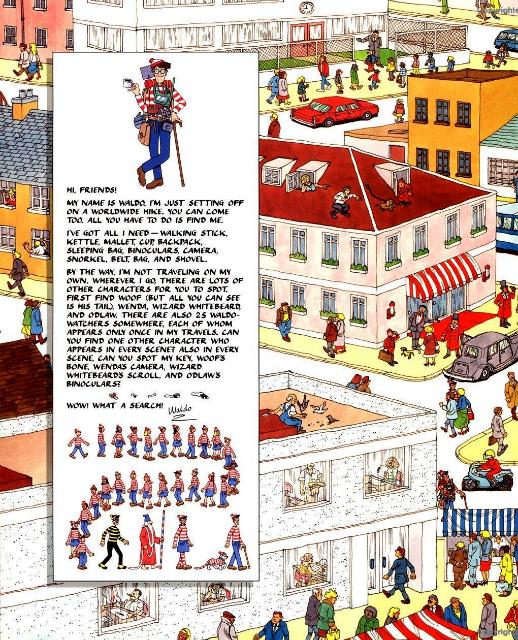 HI, FRIENDS!
MY NAME IS WALDO. I'M JUST SETTING OFF
ON A WORLDWIDE HIKE. YOU CAN COME
TOO. ALL YOU HAVE TO DO IS FIND ME.
I'VE GOT ALL I NEED—WALKING STICK,
KETTLE, MALLET, CUP, BACKPACK,
SLEEPING BAG, BINOCULARS, CAMERA,
SNORKEL, BELT, BAG, AND SHOVEL.
BY THE WAY, I'M NOT TRAVELING ON MY
OWN. WHEREVER I GO, THERE ARE LOTS OF
OTHER CHARACTERS FOR YOU TO SPOT.
FIRST FIND WOOF (BUT ALL YOU CAN SEE
IS HIS TAIL), WENDA, WIZARD WHITEBEARD,
AND ODLAW. THERE ARE ALSO 25 WALDO-
WATCHERS SOMEWHERE, EACH OF WHOM
APPEARS ONLY ONCE IN MY TRAVELS. CAN
YOU FIND ONE OTHER CHARACTER WHO
APPEARS IN EVERY SCENE? ALSO IN EVERY
SCENE, CAN YOU SPOT MY KEY, WOOF'S
BONE, WENDA'S CAMERA, WIZARD
WHITEBEARD'S SCROLL, AND ODLAW'S
BINOCULARS?
WOW! WHAT A SEARCH!
Waldo